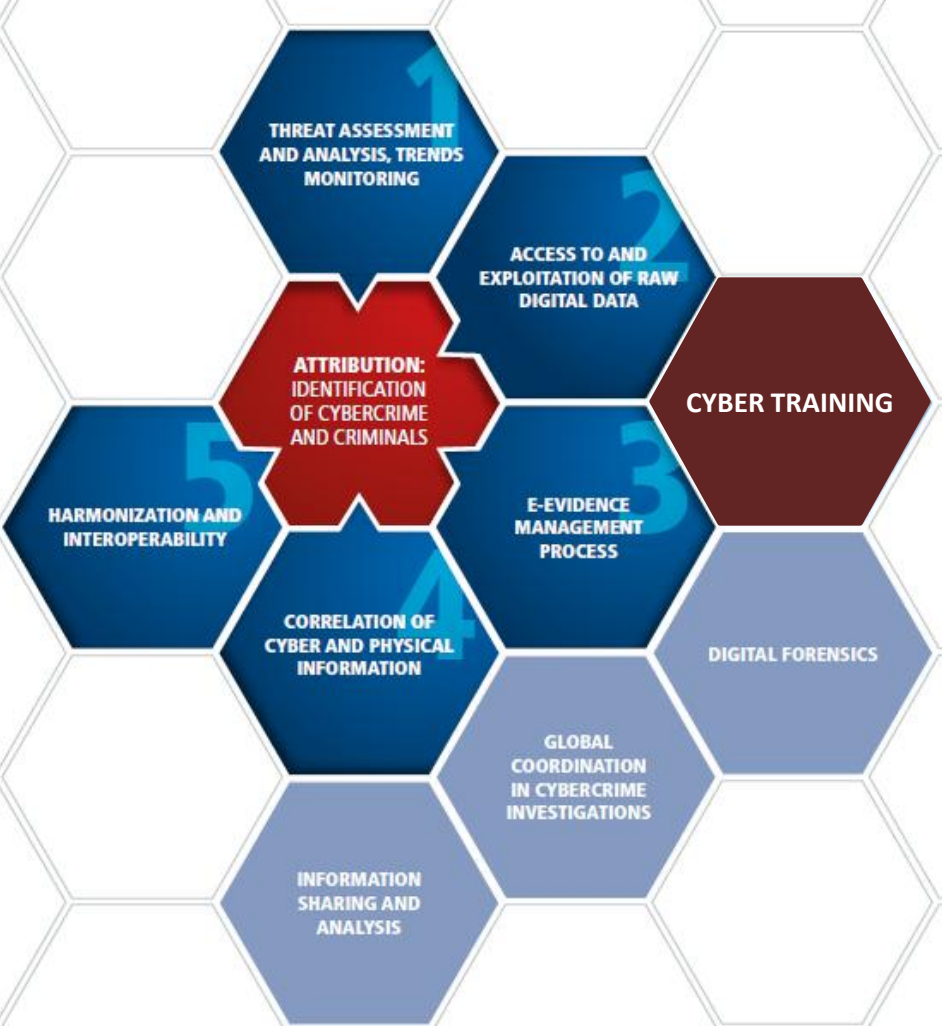 1
THREAT ASSESSMENT
AND ANALYSIS, TRENDS
MONITORING
2
ACCESS TO AND
EXPLOITATION OF RAW
DIGITAL DATA
ATTRIBUTION:
IDENTIFICATION
OF CYBERCRIME
AND CRIMINALS
CYBER TRAINING
5
HARMONIZATION AND
INTEROPERABILITY
3
E-EVIDENCE
MANAGEMENT
PROCESS
4
CORRELATION OF
CYBER AND PHYSICAL
INFORMATION
DIGITAL FORENSICS
GLOBAL
COORDINATION
IN CYBERCRIME
INVESTIGATIONS
INFORMATION
SHARING AND
ANALYSIS